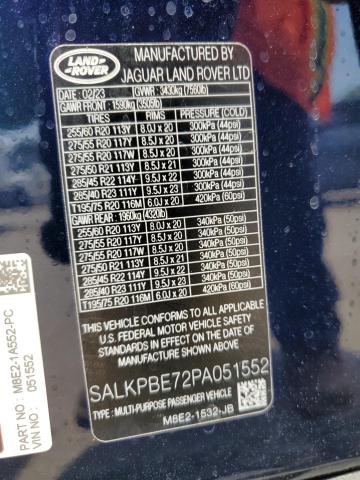 LAND
ROVER
MANUFACTURED BY
JAGUAR LAND ROVER LTD
DATE : 02/23 GVWR : 3430kg (7560lb)
GAWR FRONT : 1590kg (3505lb)
TIRES RIMS PRESSURE (COLD)
255/60 R20 113Y 8.0J x 20 300kPa (44psi)
275/55 R20 117Y 8.5J x 20 300kPa (44psi)
275/55 R20 117W 8.5J x 20 300kPa (44psi)
275/50 R21 113Y 8.5J x 21 300kPa (44psi)
285/45 R22 114Y 9.5J x 22 300kPa (44psi)
285/40 R23 111Y 9.5J x 23 300kPa (44psi)
T195/75 R20 116M 6.0J x 20 420kPa (60psi)
GAWR REAR : 1960kg (4320lb)
255/60 R20 113Y 8.0J x 20 340kPa (50psi)
275/55 R20 117Y 8.5J x 20 340kPa (50psi)
275/55 R20 117W 8.5J x 20 340kPa (50psi)
275/50 R21 113Y 8.5J x 21 340kPa (50psi)
285/45 R22 114Y 9.5J x 22 340kPa (50psi)
285/40 R23 111Y 9.5J x 23 340kPa (50psi)
T195/75 R20 116M 6.0J x 20 420kPa (60psi)
THIS VEHICLE CONFORMS TO ALL APPLICABLE
U.S. FEDERAL MOTOR VEHICLE SAFETY
AND THEFT PREVENTION STANDARDS IN EFFECT
ON THE DATE OF MANUFACTURE SHOWN ABOVE.
SALKPBE72PA051552
TYPE : MULTI-PURPOSE PASSENGER VEHICLE
M8E2-1532-JB
PART NO : M8E2-1A552-PC
VIN NO : 051552